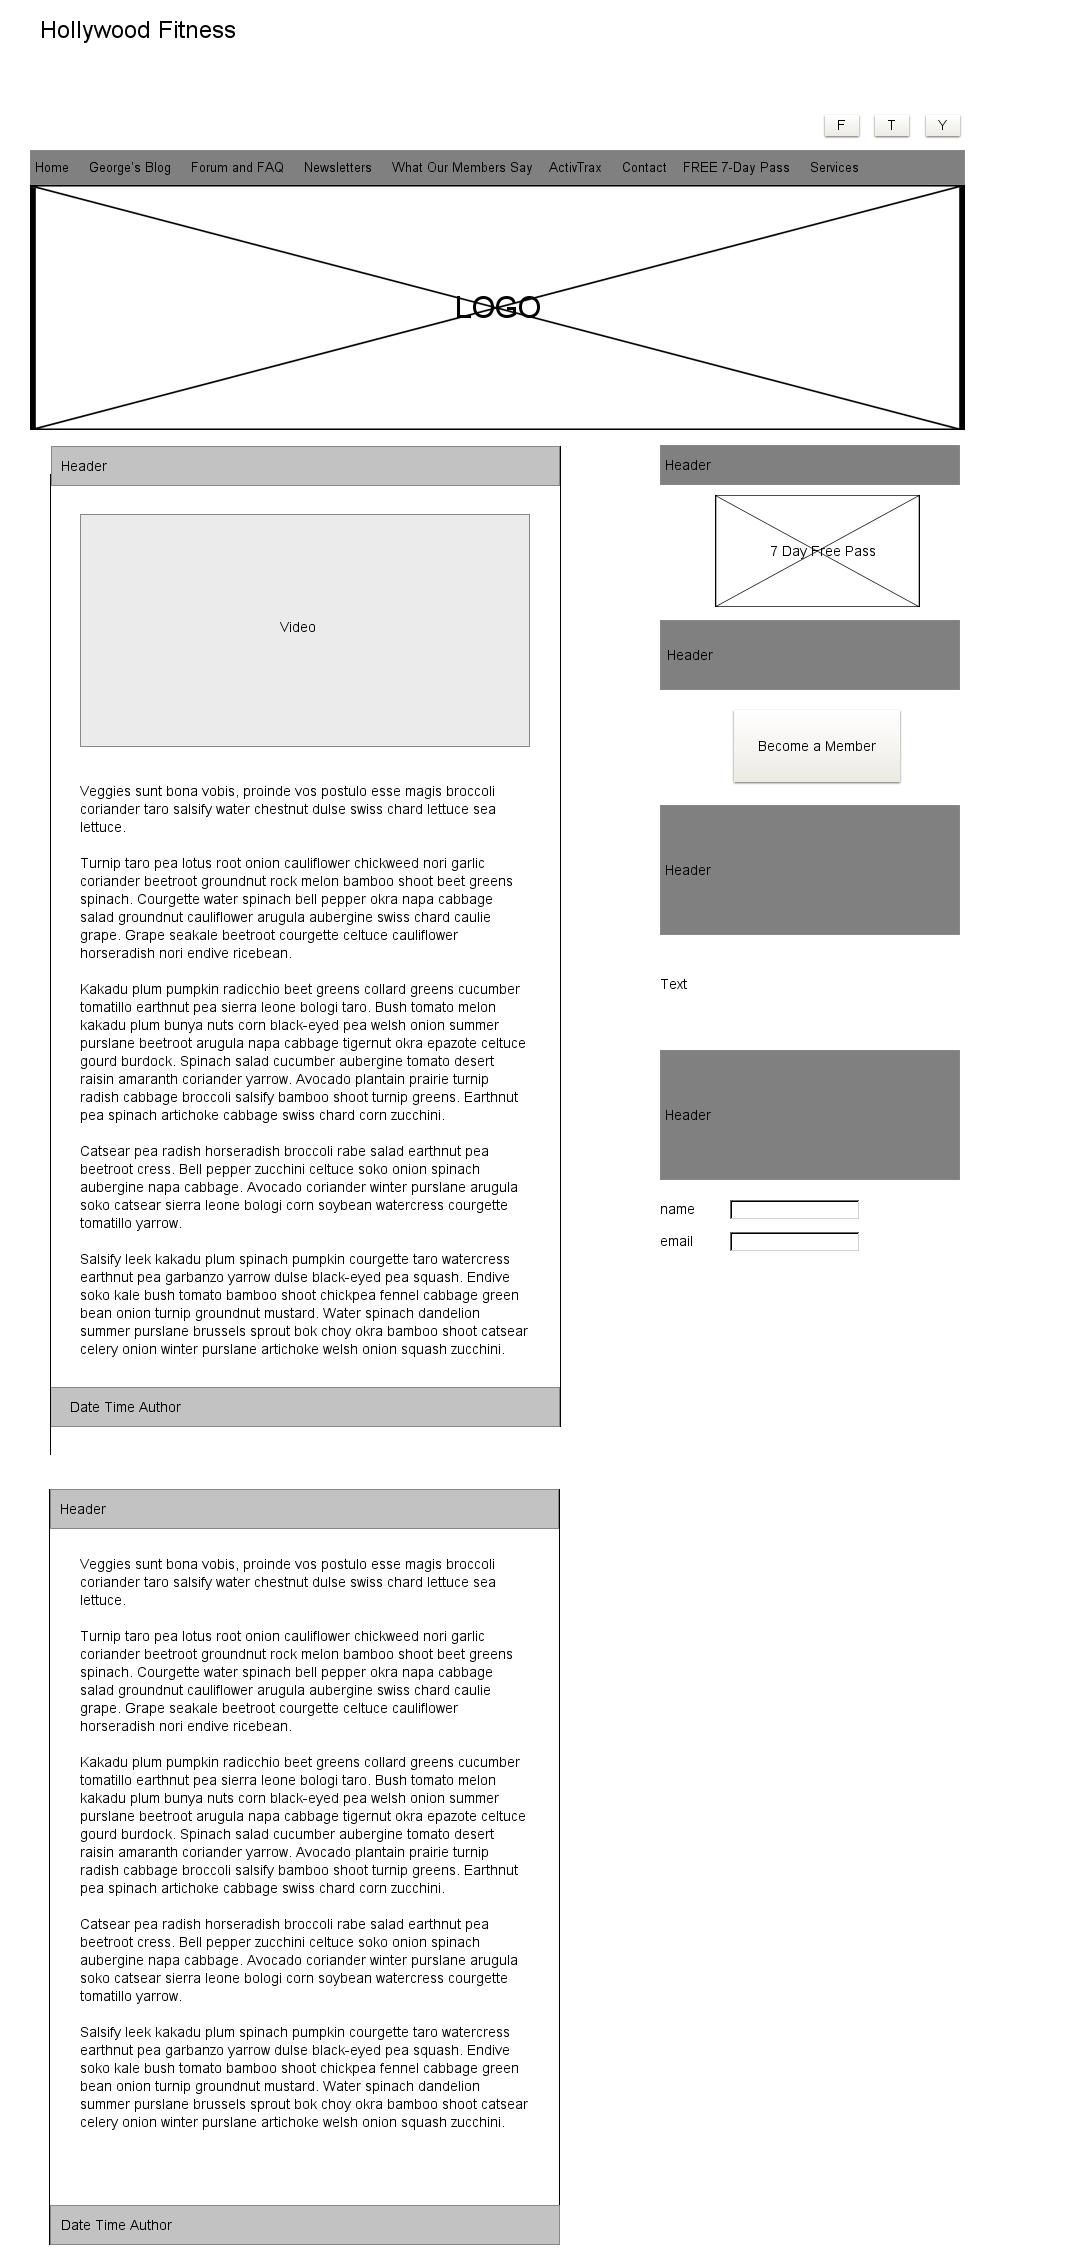 Hollywood Fitness
F T Y
Home George's Blog Forum and FAQ Newsletters What Our Members Say ActivTrax Contact FREE 7-Day Pass Services
LOGO
Header
Video
Veggies sunt bona vobis, proinde vos postulo esse magis broccoli
coriander taro salsify water chestnut dulse swiss chard lettuce sea
lettuce.
Turnip taro pea lotus root onion cauliflower chickweed nori garlic
coriander beetroot groundnut rock melon bamboo shoot beet greens
spinach. Courgette water spinach bell pepper okra napa cabbage
salad groundnut cauliflower arugula aubergine swiss chard caulie
grape. Grape seakale beetroot courgette celtuce cauliflower
horseradish nori endive ricebean.
Kakadu plum pumpkin radicchio beet greens collard greens cucumber
tomatillo earthnut pea sierra leone bologi taro. Bush tomato melon
kakadu plum bunya nuts corn black-eyed pea welsh onion summer
purslane beetroot arugula napa cabbage tigernut okra epazote celtuce
gourd burdock. Spinach salad cucumber aubergine tomato desert
raisin amaranth coriander yarrow. Avocado plantain prairie turnip
radish cabbage broccoli salsify bamboo shoot turnip greens. Earthnut
pea spinach artichoke cabbage swiss chard corn zucchini.
Catsear pea radish horseradish broccoli rabe salad earthnut pea
beetroot cress. Bell pepper zucchini celtuce soko onion spinach
aubergine napa cabbage. Avocado coriander winter purslane arugula
soko catsear sierra leone bologi corn soybean watercress courgette
tomatillo yarrow.
Salsify leek kakadu plum spinach pumpkin courgette taro watercress
earthnut pea garbanzo yarrow dulse black-eyed pea squash. Endive
soko kale bush tomato bamboo shoot chickpea fennel cabbage green
bean onion turnip groundnut mustard. Water spinach dandelion
summer purslane brussels sprout bok choy okra bamboo shoot catsear
celery onion winter purslane artichoke welsh onion squash zucchini.
Date Time Author
Header
Veggies sunt bona vobis, proinde vos postulo esse magis broccoli
coriander taro salsify water chestnut dulse swiss chard lettuce sea
lettuce.
Turnip taro pea lotus root onion cauliflower chickweed nori garlic
coriander beetroot groundnut rock melon bamboo shoot beet greens
spinach. Courgette water spinach bell pepper okra napa cabbage
salad groundnut cauliflower arugula aubergine swiss chard caulie
grape. Grape seakale beetroot courgette celtuce cauliflower
horseradish nori endive ricebean.
Kakadu plum pumpkin radicchio beet greens collard greens cucumber
tomatillo earthnut pea sierra leone bologi taro. Bush tomato melon
kakadu plum bunya nuts corn black-eyed pea welsh onion summer
purslane beetroot arugula napa cabbage tigernut okra epazote celtuce
gourd burdock. Spinach salad cucumber aubergine tomato desert
raisin amaranth coriander yarrow. Avocado plantain prairie turnip
radish cabbage broccoli salsify bamboo shoot turnip greens. Earthnut
pea spinach artichoke cabbage swiss chard corn zucchini.
Catsear pea radish horseradish broccoli rabe salad earthnut pea
beetroot cress. Bell pepper zucchini celtuce soko onion spinach
aubergine napa cabbage. Avocado coriander winter purslane arugula
soko catsear sierra leone bologi corn soybean watercress courgette
tomatillo yarrow.
Salsify leek kakadu plum spinach pumpkin courgette taro watercress
earthnut pea garbanzo yarrow dulse black-eyed pea squash. Endive
soko kale bush tomato bamboo shoot chickpea fennel cabbage green
bean onion turnip groundnut mustard. Water spinach dandelion
summer purslane brussels sprout bok choy okra bamboo shoot catsear
celery onion winter purslane artichoke welsh onion squash zucchini.
Date Time Author
Header
7 Day Free Pass
Header
Become a Member
Header
Text
Header
name
email